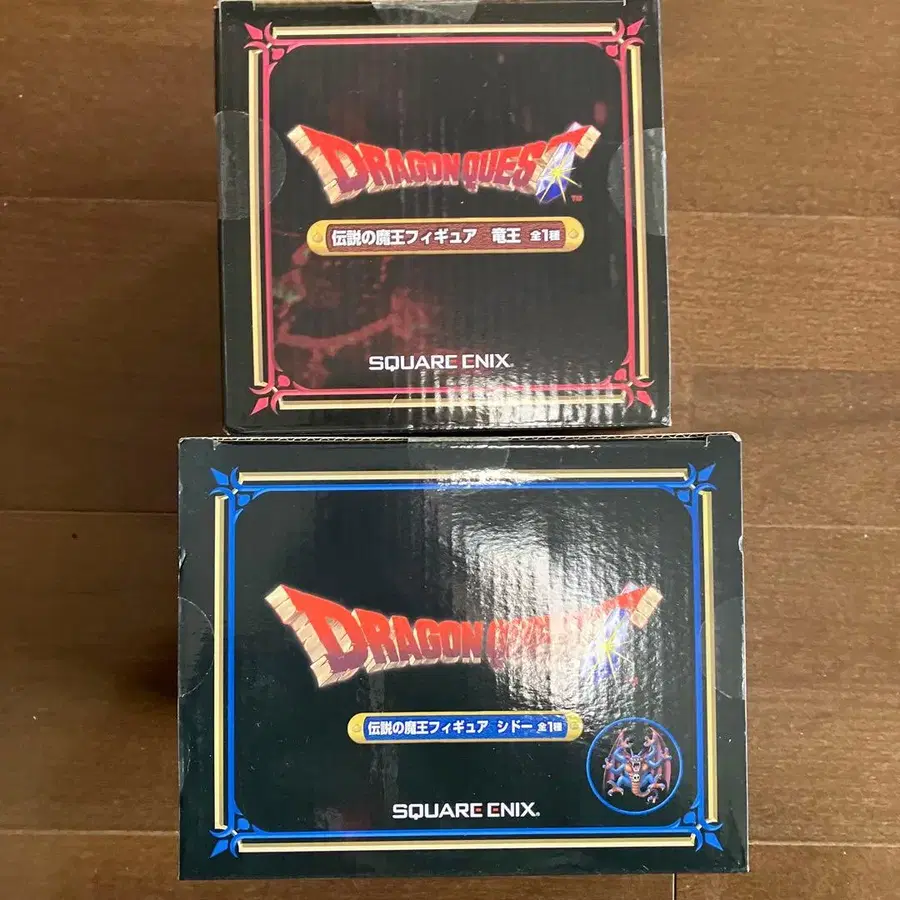 DRAGON QUEST
TM
伝説の魔王フィギュア 竜王 全1種
SQUARE ENIX
DRAGON QUEST
伝説の魔王フィギュア シドー 全1種
SQUARE ENIX